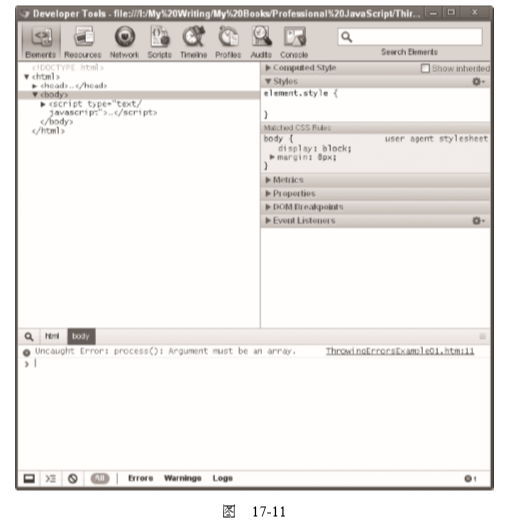 Developer Tools - file:///I:/My%20Writing/My%20Books/Professional%20JavaScript/Thir...
Elements Resources Network Scripts Timeline Profiles Audits Console Search Elements
<!DOCTYPE html>
▼<html>
▶<head>…</head>
▼<body>
▶<script type="text/
javascript">…</script>
</body>
</html>
▶ Computed Style Show inherited
▼ Styles
element.style {
}
Matched CSS Rules
body { user agent stylesheet
display: block;
▶margin: 8px;
}
▶ Metrics
▶ Properties
▶ DOM Breakpoints
▶ Event Listeners
html body
Uncaught Error: process(): Argument must be an array. ThrowingErrorsExample01.htm:11
>
All Errors Warnings Logs 1
图 17-11